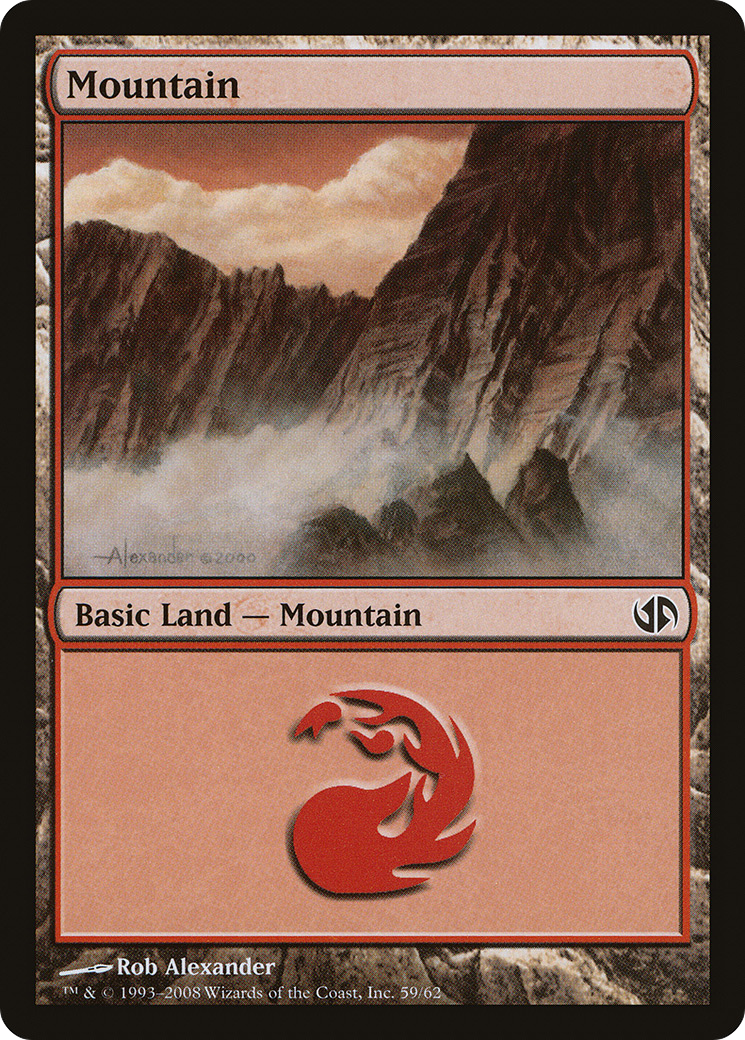 Mountain
Alexander © 2000
Basic Land — Mountain
Rob Alexander
™ & © 1993–2008 Wizards of the Coast, Inc. 59/62